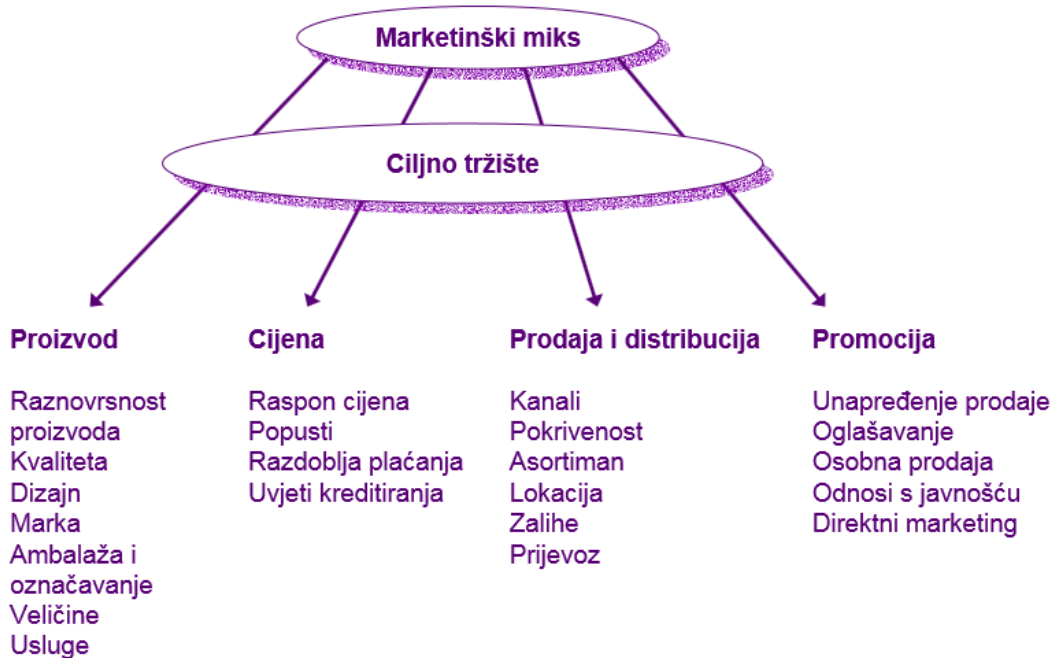 Marketinški miks
Ciljno tržište
Proizvod
Raznovrsnost
proizvoda
Kvaliteta
Dizajn
Marka
Ambalaža i
označavanje
Veličine
Usluge
Cijena
Raspon cijena
Popusti
Razdoblja plaćanja
Uvjeti kreditiranja
Prodaja i distribucija
Kanali
Pokrivenost
Asortiman
Lokacija
Zalihe
Prijevoz
Promocija
Unapređenje prodaje
Oglašavanje
Osobna prodaja
Odnosi s javnošću
Direktni marketing